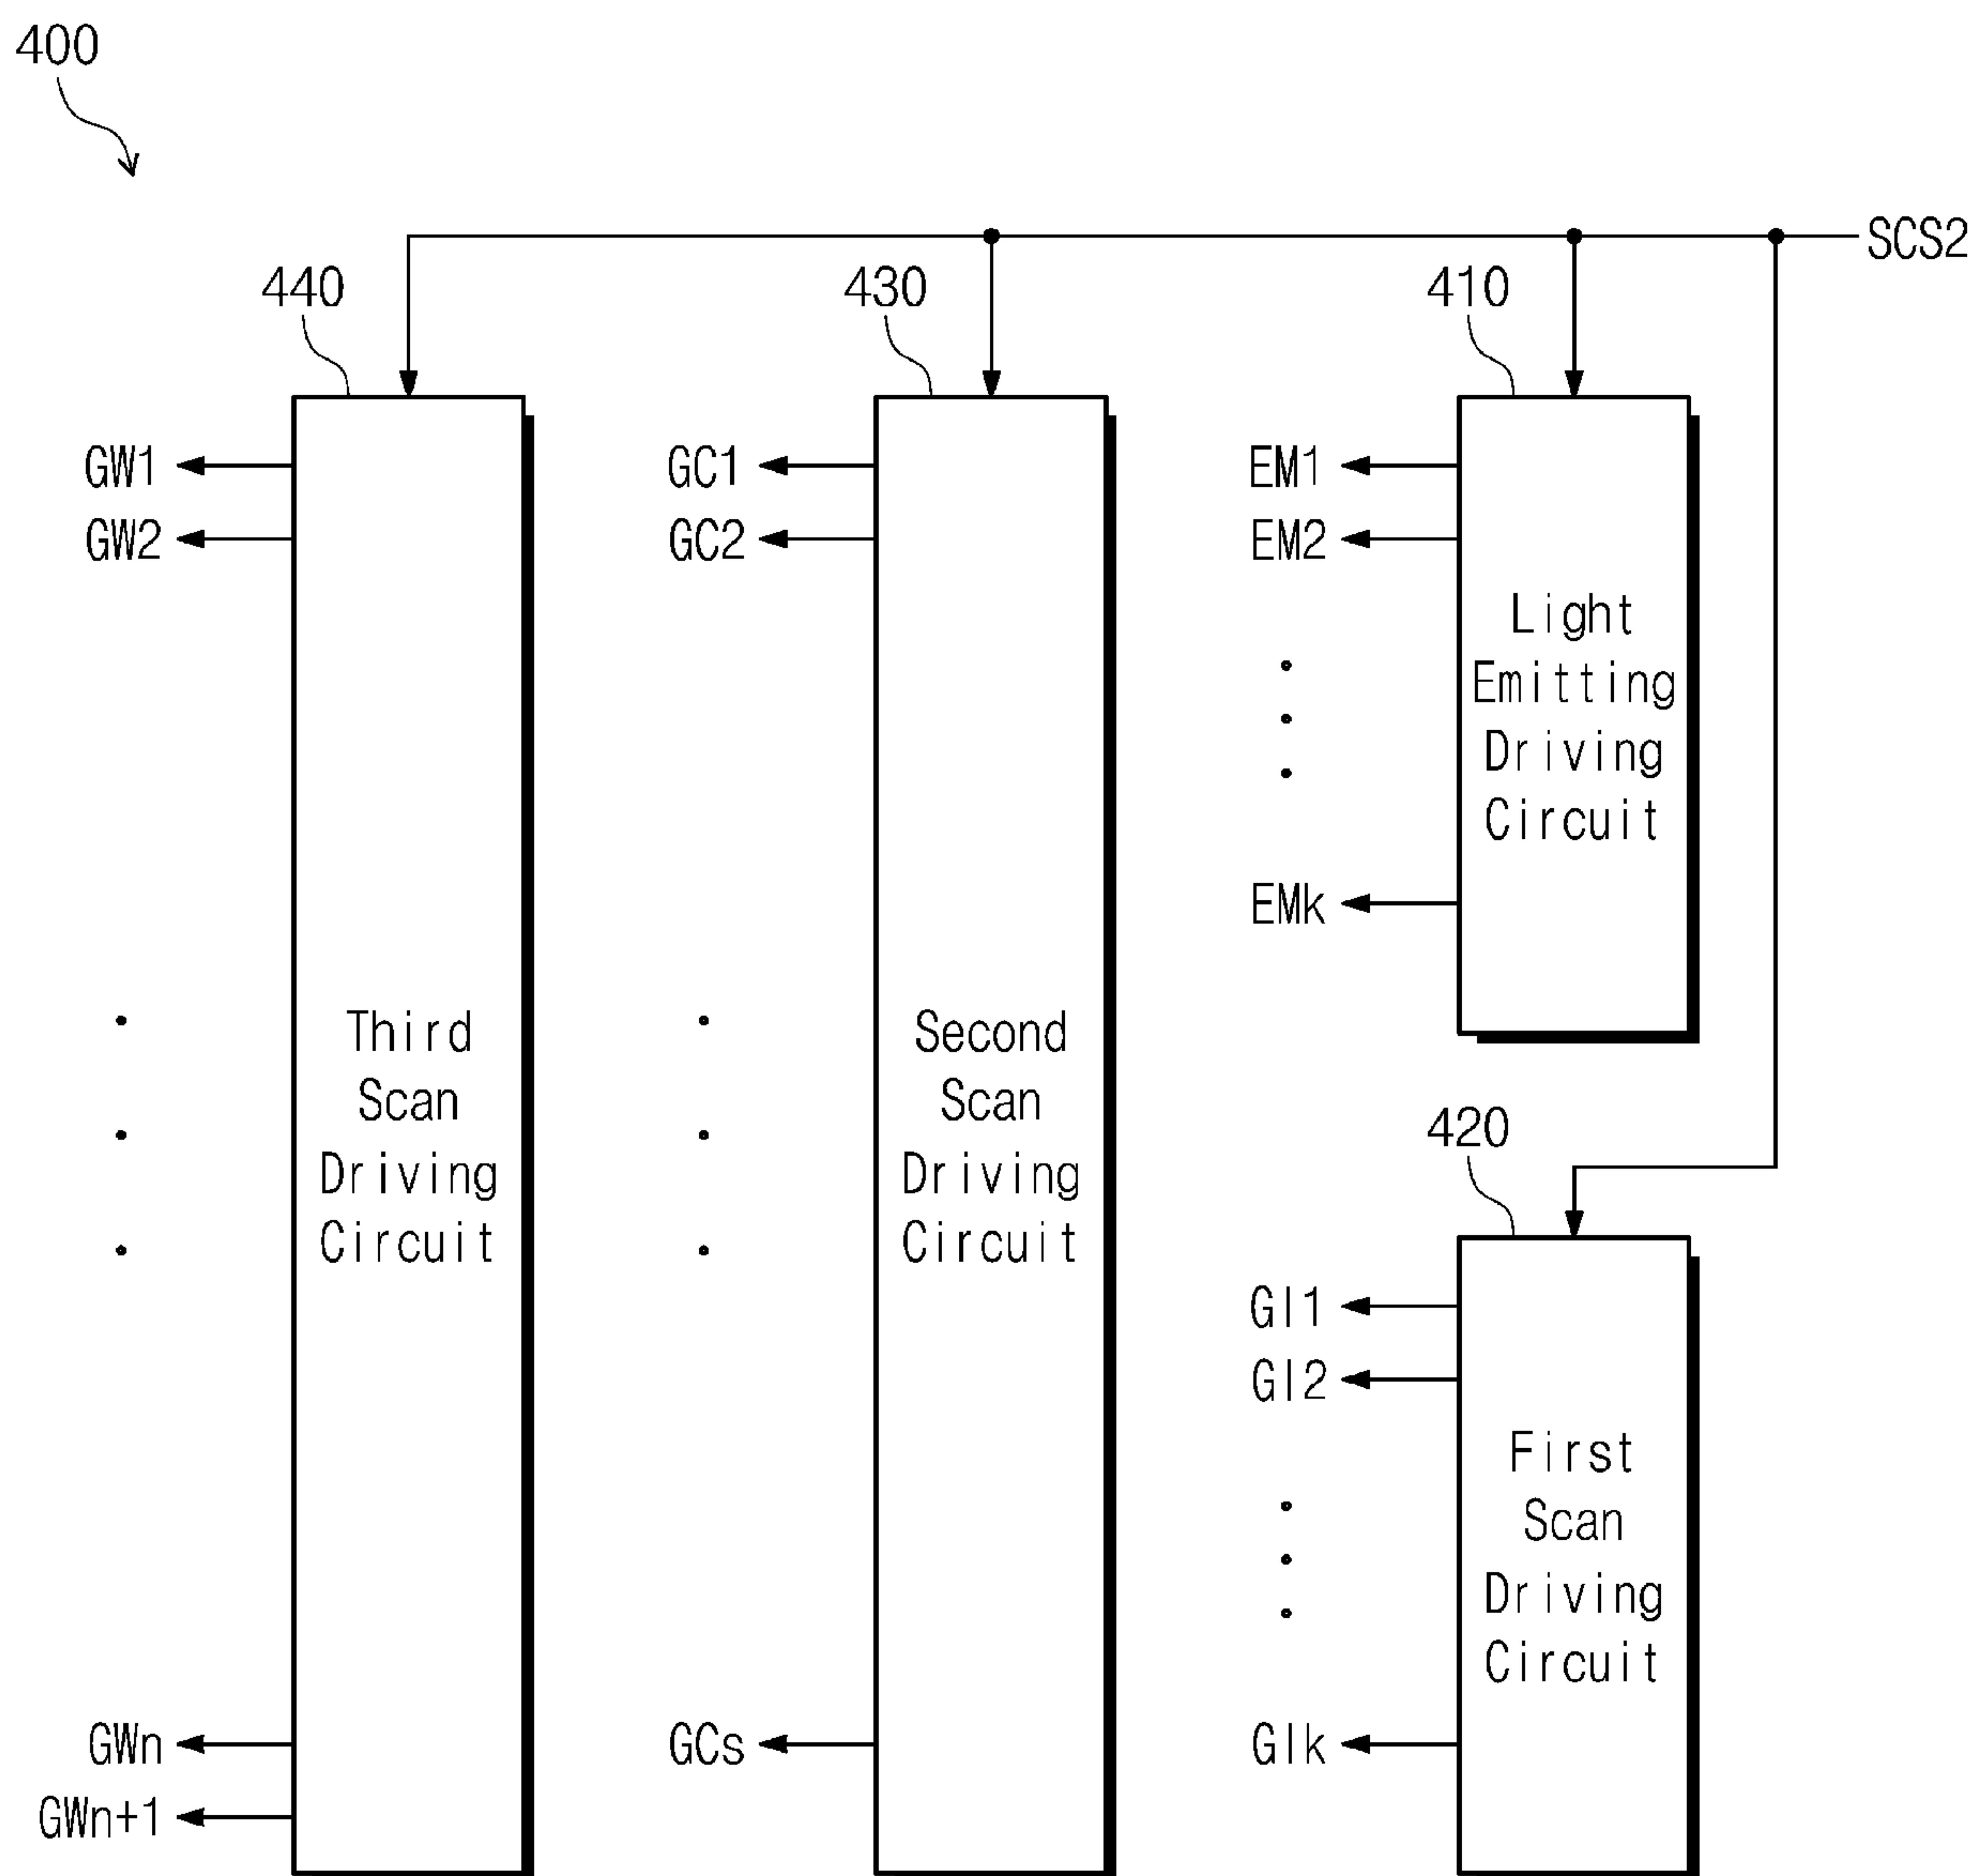 400
SCS2
440
430
410
GW1
GC1
EM1
GW2
GC2
EM2
Light
Emitting
Driving
Circuit
EMk
Third
Scan
Driving
Circuit
Second
Scan
Driving
Circuit
420
GI1
GI2
First
Scan
Driving
Circuit
GWn
GCs
GIk
GWn+1